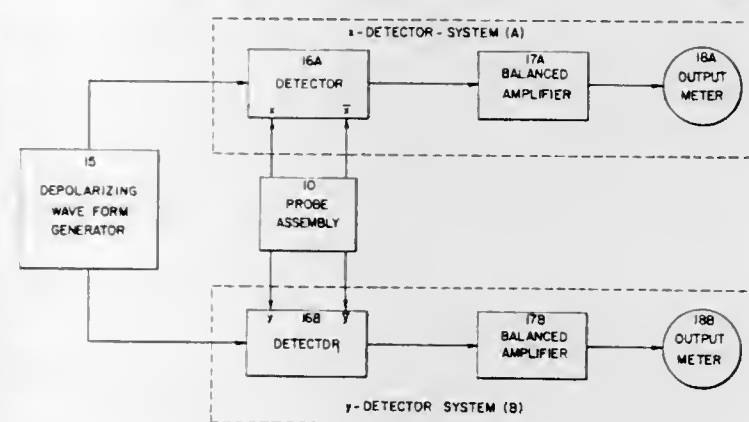 x-DETECTOR-SYSTEM (A)
16A
DETECTOR
x x̅
17A
BALANCED
AMPLIFIER
18A
OUTPUT
METER
15
DEPOLARIZING
WAVE FORM
GENERATOR
10
PROBE
ASSEMBLY
y 16B y̅
DETECTOR
17B
BALANCED
AMPLIFIER
18B
OUTPUT
METER
y-DETECTOR SYSTEM (B)